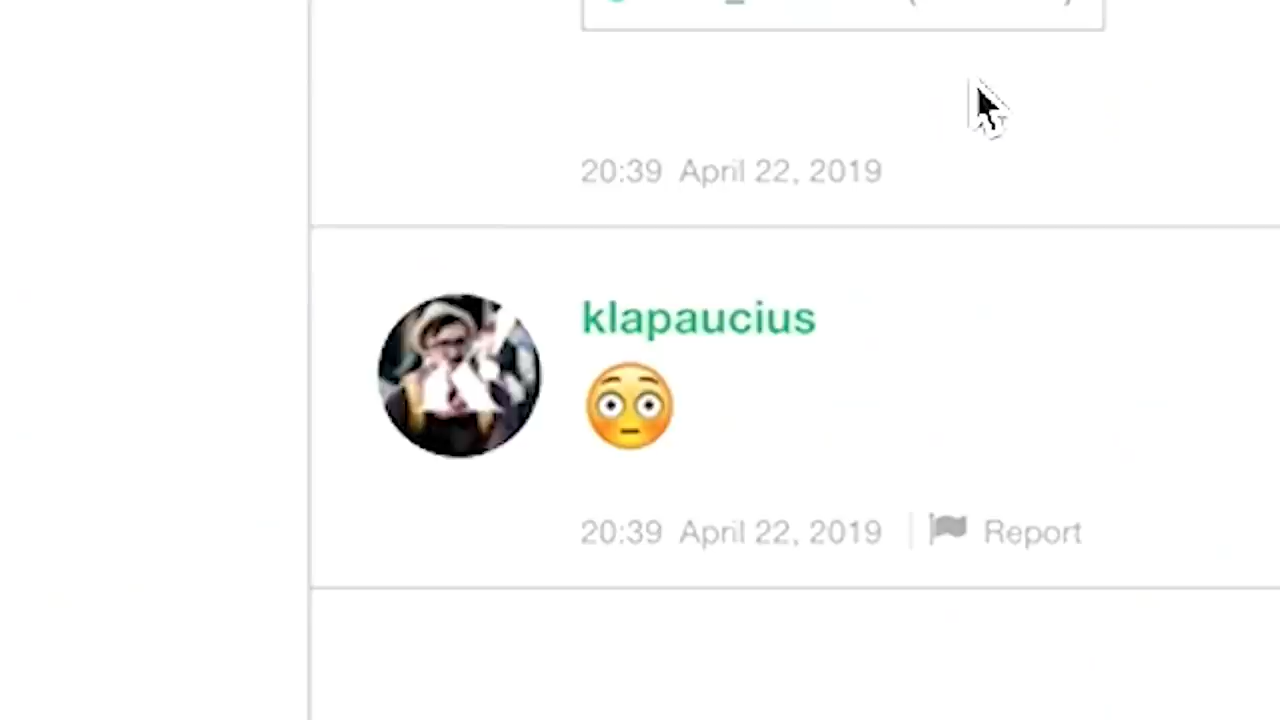 20:39 April 22, 2019
klapaucius
😳
20:39 April 22, 2019 | Report